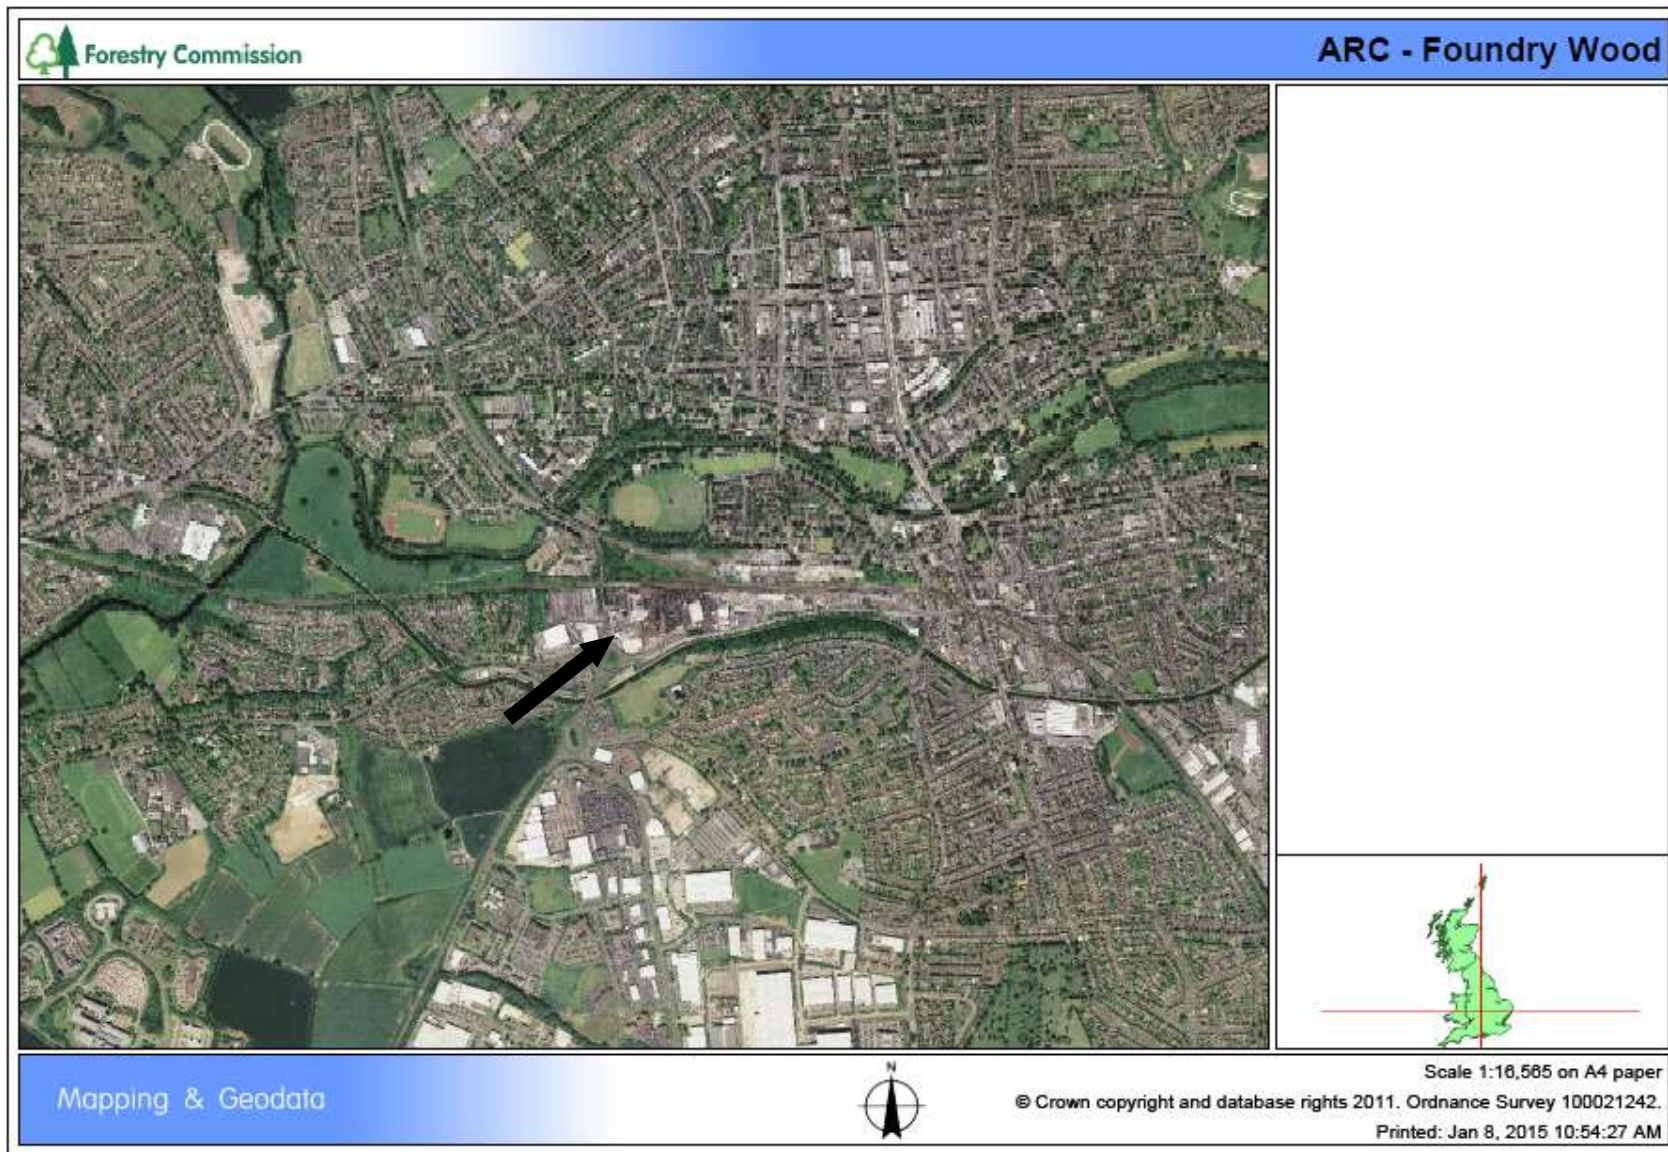 Forestry Commission
ARC - Foundry Wood
Mapping & Geodata
N
Scale 1:16,565 on A4 paper
© Crown copyright and database rights 2011. Ordnance Survey 100021242.
Printed: Jan 8, 2015 10:54:27 AM